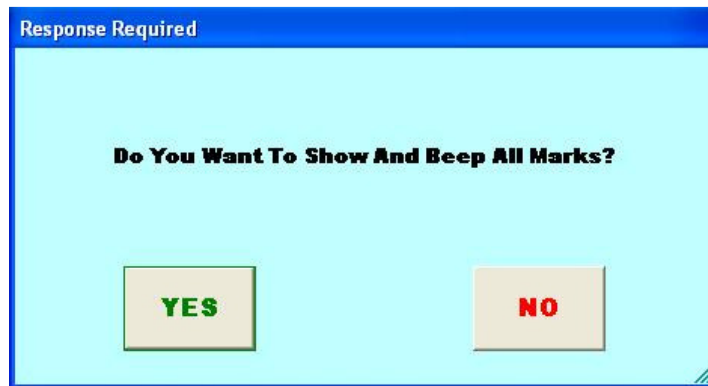 Response Required
Do You Want To Show And Beep All Marks?
YES
NO